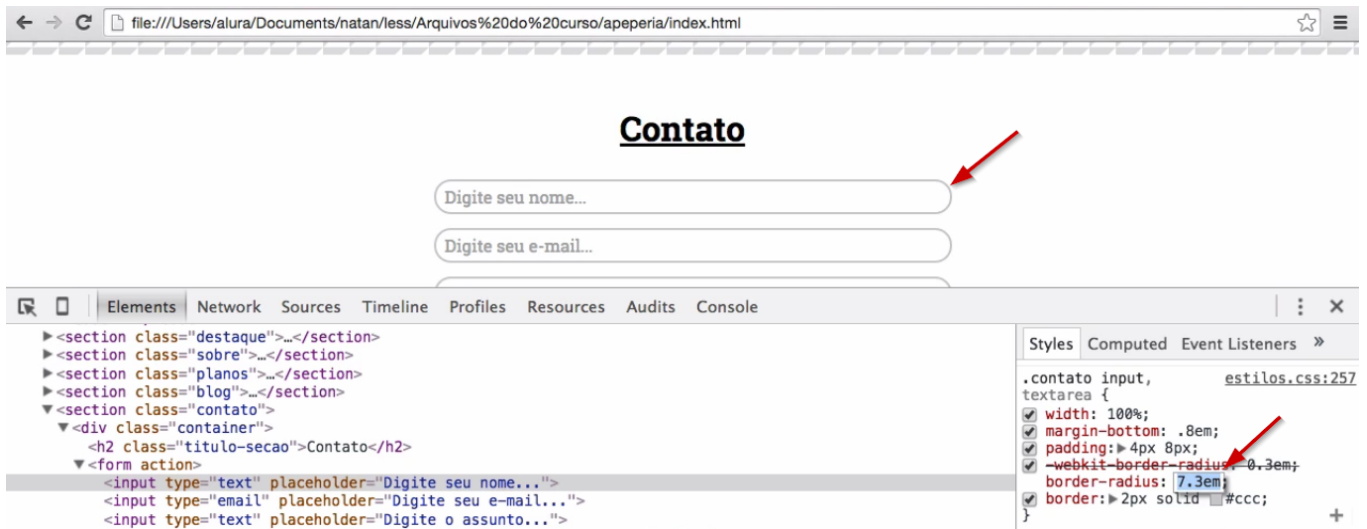 file:///Users/alura/Documents/natan/less/Arquivos%20do%20curso/apeperia/index.html
Contato
Digite seu nome...
Digite seu e-mail...
Elements Network Sources Timeline Profiles Resources Audits Console
▶<section class="destaque">…</section>
▶<section class="sobre">…</section>
▶<section class="planos">…</section>
▶<section class="blog">…</section>
▼<section class="contato">
▼<div class="container">
<h2 class="titulo-secao">Contato</h2>
▼<form action>
<input type="text" placeholder="Digite seu nome...">
<input type="email" placeholder="Digite seu e-mail...">
<input type="text" placeholder="Digite o assunto...">
Styles Computed Event Listeners »
.contato input, estilos.css:257
textarea {
width: 100%;
margin-bottom: .8em;
padding:▶4px 8px;
-webkit-border-radius: 0.3em;
border-radius: 7.3em;
border:▶2px solid #ccc;
}